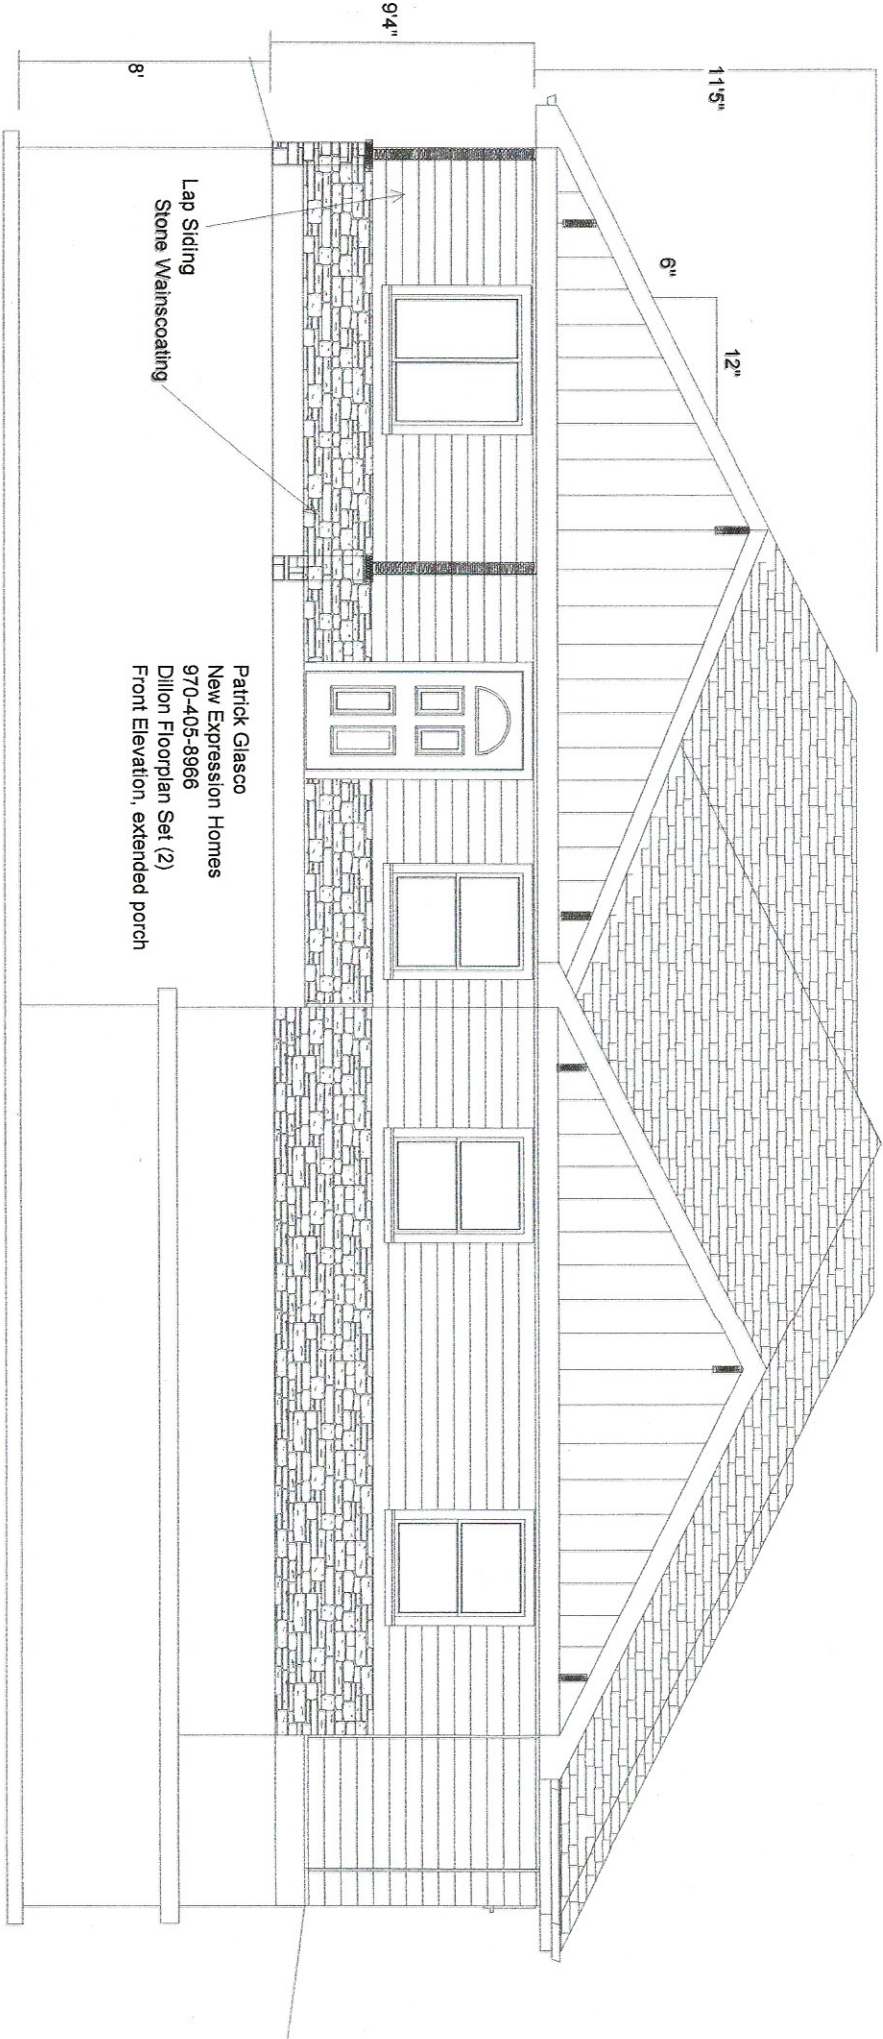 11'5"
9'4"
8'
6"
12"
Lap Siding
Stone Wainscoating
Patrick Glasco
New Expression Homes
970-405-8966
Dillon Floorplan Set (2)
Front Elevation, extended porch